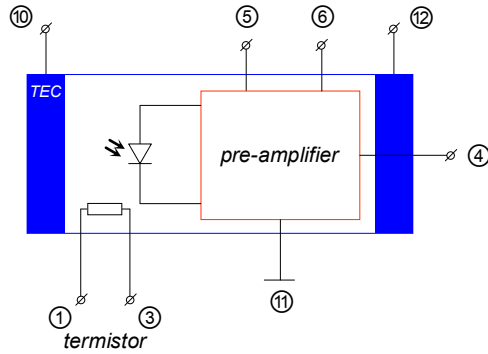 ⑩ ⑤ ⑥ ⑫
TEC
pre-amplifier
④
① ③ ⑪
termistor